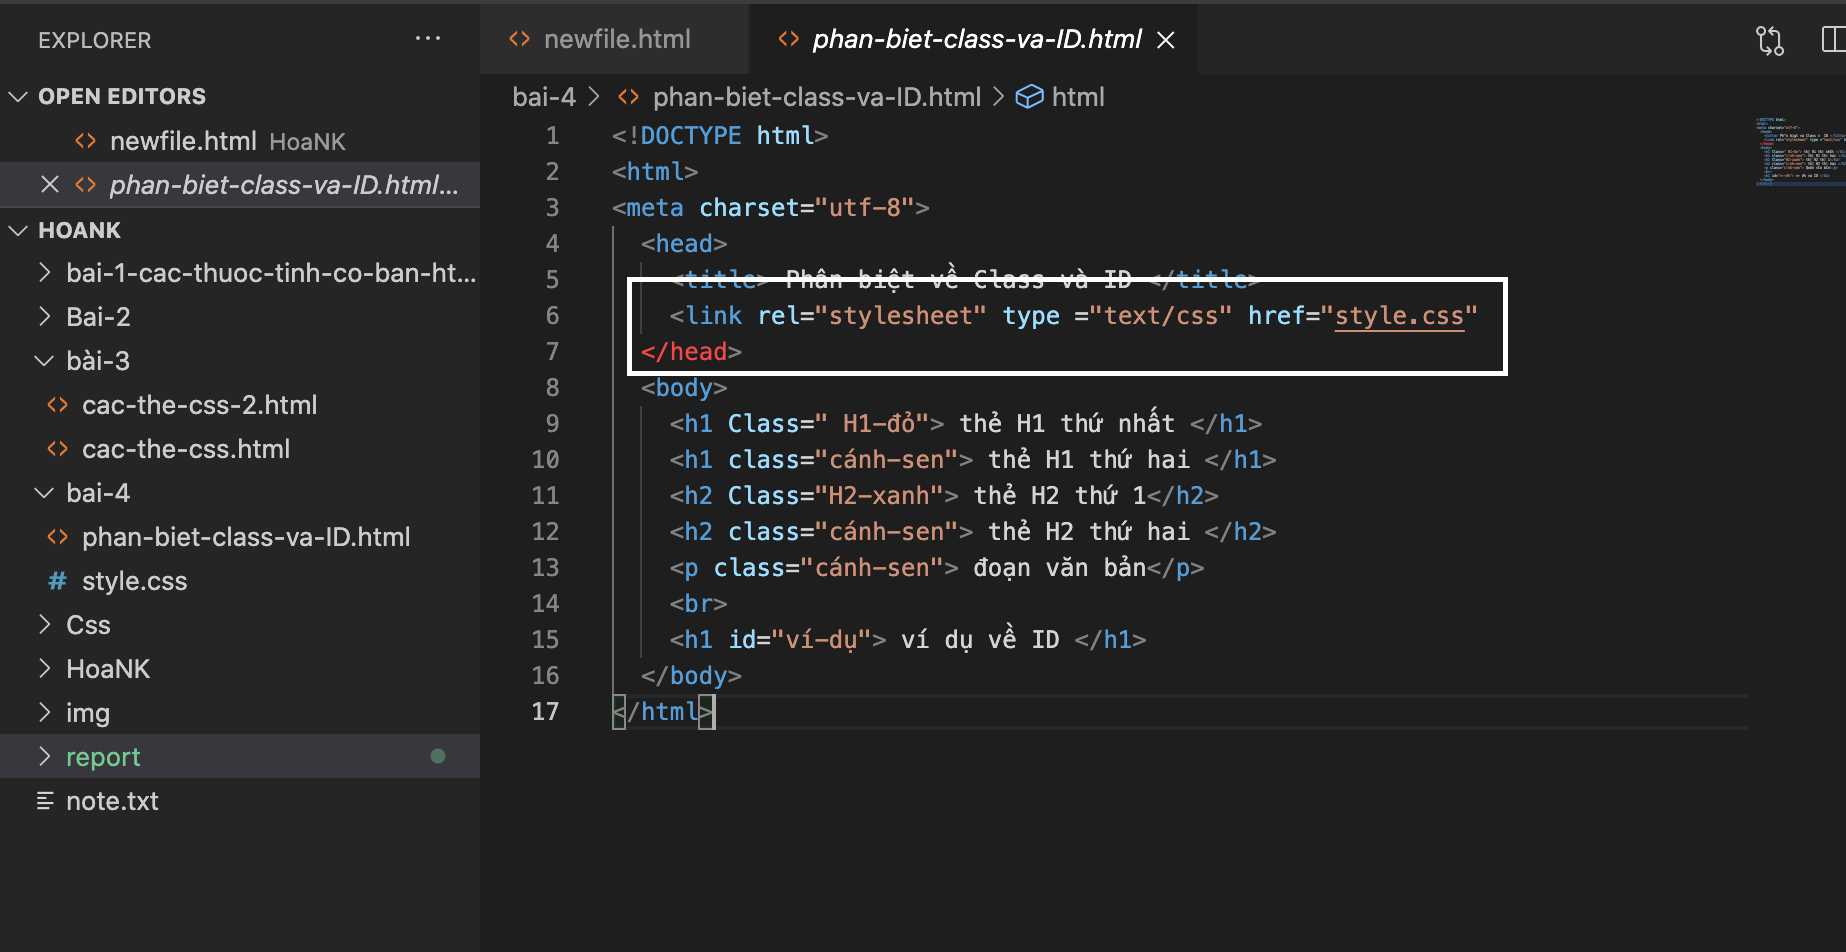 EXPLORER
OPEN EDITORS
newfile.html HoaNK
phan-biet-class-va-ID.html...
HOANK
bai-1-cac-thuoc-tinh-co-ban-ht...
Bai-2
bài-3
cac-the-css-2.html
cac-the-css.html
bai-4
phan-biet-class-va-ID.html
# style.css
Css
HoaNK
img
report
note.txt
newfile.html
phan-biet-class-va-ID.html
bai-4 > phan-biet-class-va-ID.html > html
1 <!DOCTYPE html>
2 <html>
3 <meta charset="utf-8">
4 <head>
5 <title> Phân biệt về Class và ID </title>
6 <link rel="stylesheet" type ="text/css" href="style.css"
7 </head>
8 <body>
9 <h1 Class=" H1-đỏ"> thẻ H1 thứ nhất </h1>
10 <h1 class="cánh-sen"> thẻ H1 thứ hai </h1>
11 <h2 Class="H2-xanh"> thẻ H2 thứ 1</h2>
12 <h2 class="cánh-sen"> thẻ H2 thứ hai </h2>
13 <p class="cánh-sen"> đoạn văn bản</p>
14 <br>
15 <h1 id="ví-dụ"> ví dụ về ID </h1>
16 </body>
17 </html>